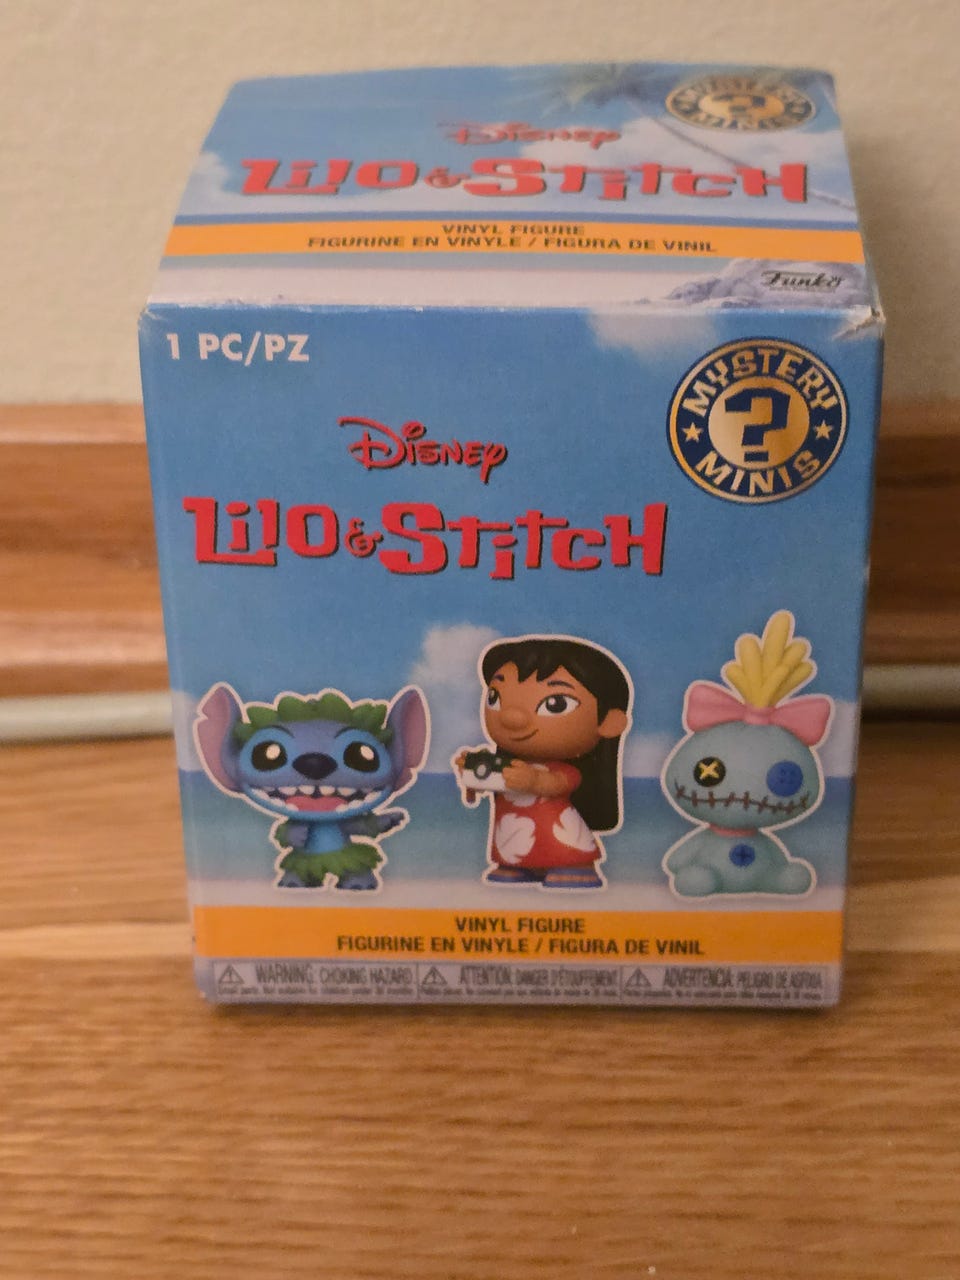 MYSTERY MINIS
Disney
Lilo & Stitch
VINYL FIGURE
FIGURINE EN VINYLE / FIGURA DE VINIL
Funko
1 PC/PZ
MYSTERY
?
MINIS
Disney
Lilo & Stitch
VINYL FIGURE
FIGURINE EN VINYLE / FIGURA DE VINIL
WARNING: CHOKING HAZARD ATTENTION: DANGER D'ÉTOUFFEMENT ADVERTENCIA: PELIGRO DE ASFIXIA